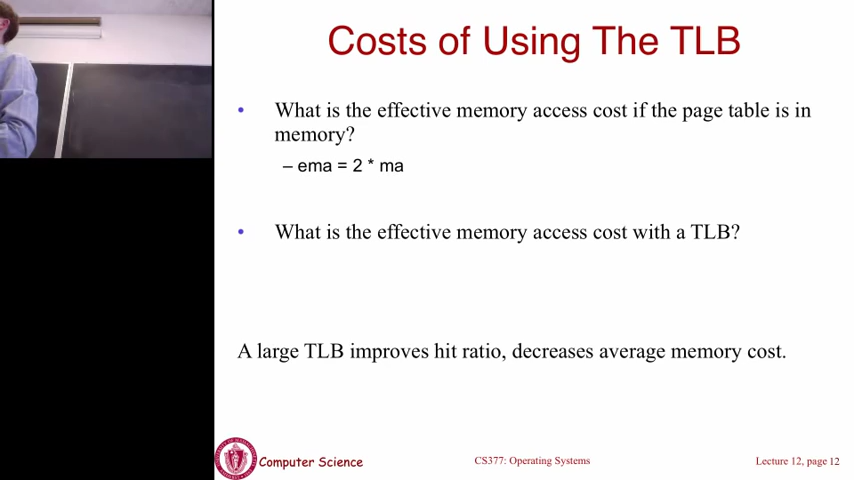 Costs of Using The TLB
• What is the effective memory access cost if the page table is in
memory?
– ema = 2 * ma
• What is the effective memory access cost with a TLB?
A large TLB improves hit ratio, decreases average memory cost.
Computer Science
CS377: Operating Systems
Lecture 12, page 12